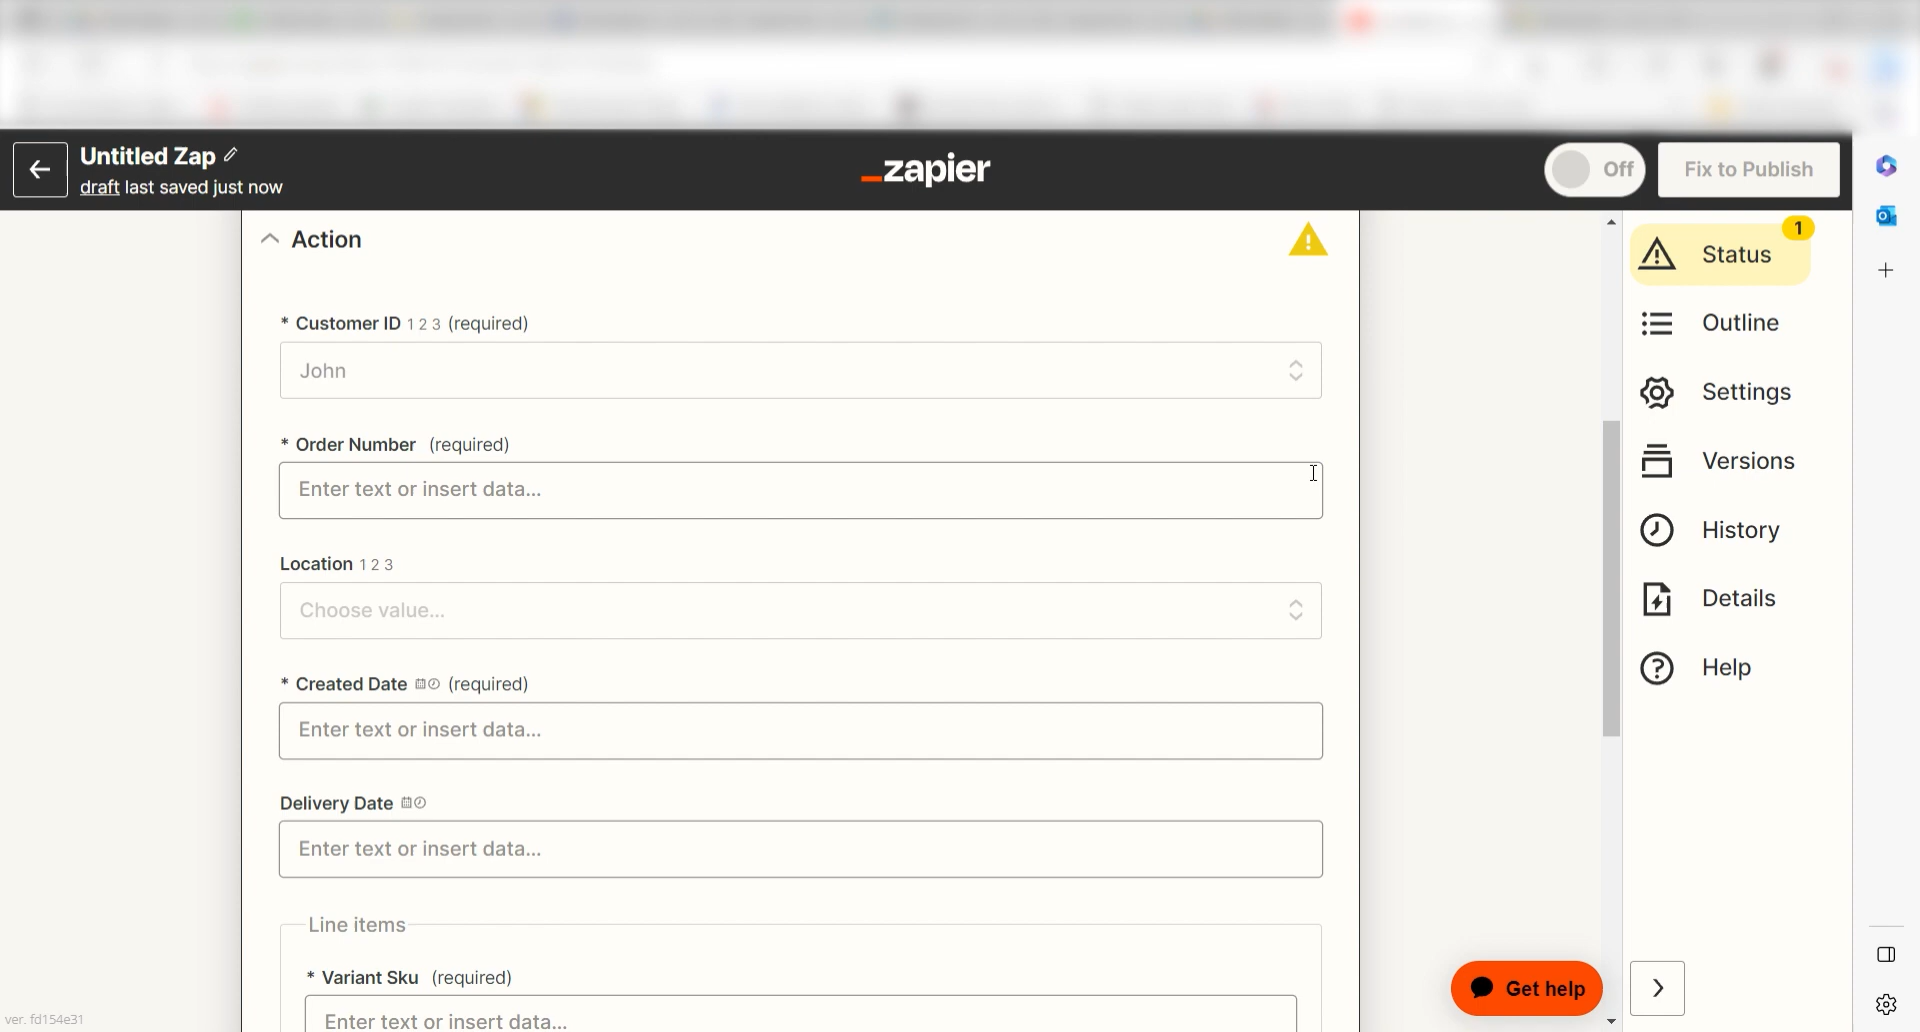 Untitled Zap
draft last saved just now
zapier
Off
Fix to Publish
Action
* Customer ID 1 2 3 (required)
John
* Order Number (required)
Enter text or insert data...
Location 1 2 3
Choose value...
* Created Date (required)
Enter text or insert data...
Delivery Date
Enter text or insert data...
Line items
* Variant Sku (required)
Enter text or insert data...
1
Status
Outline
Settings
Versions
History
Details
Help
Get help
ver. fd154e31